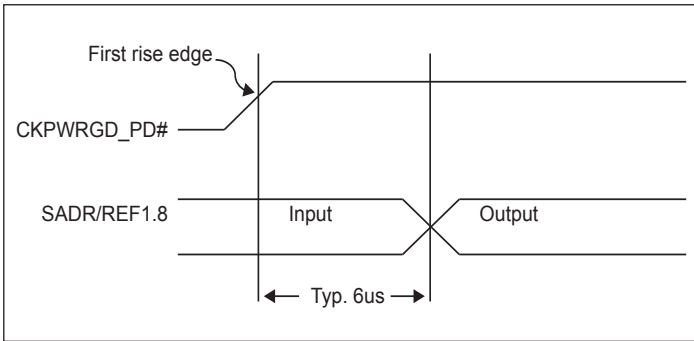 First rise edge
CKPWRGD_PD#
SADR/REF1.8
Input
Output
Typ. 6us